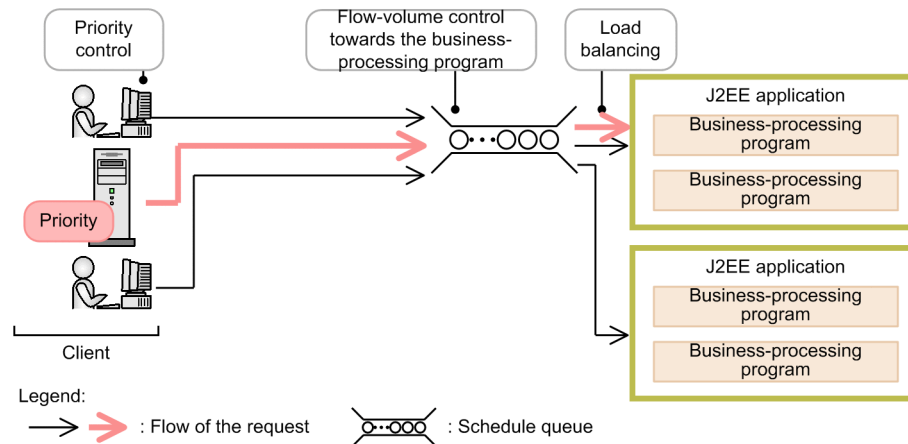 Priority
control
Flow-volume control
towards the business-
processing program
Load
balancing
J2EE application
Business-processing
program
Business-processing
program
Priority
J2EE application
Business-processing
program
Business-processing
program
Client
Legend:
: Flow of the request
: Schedule queue